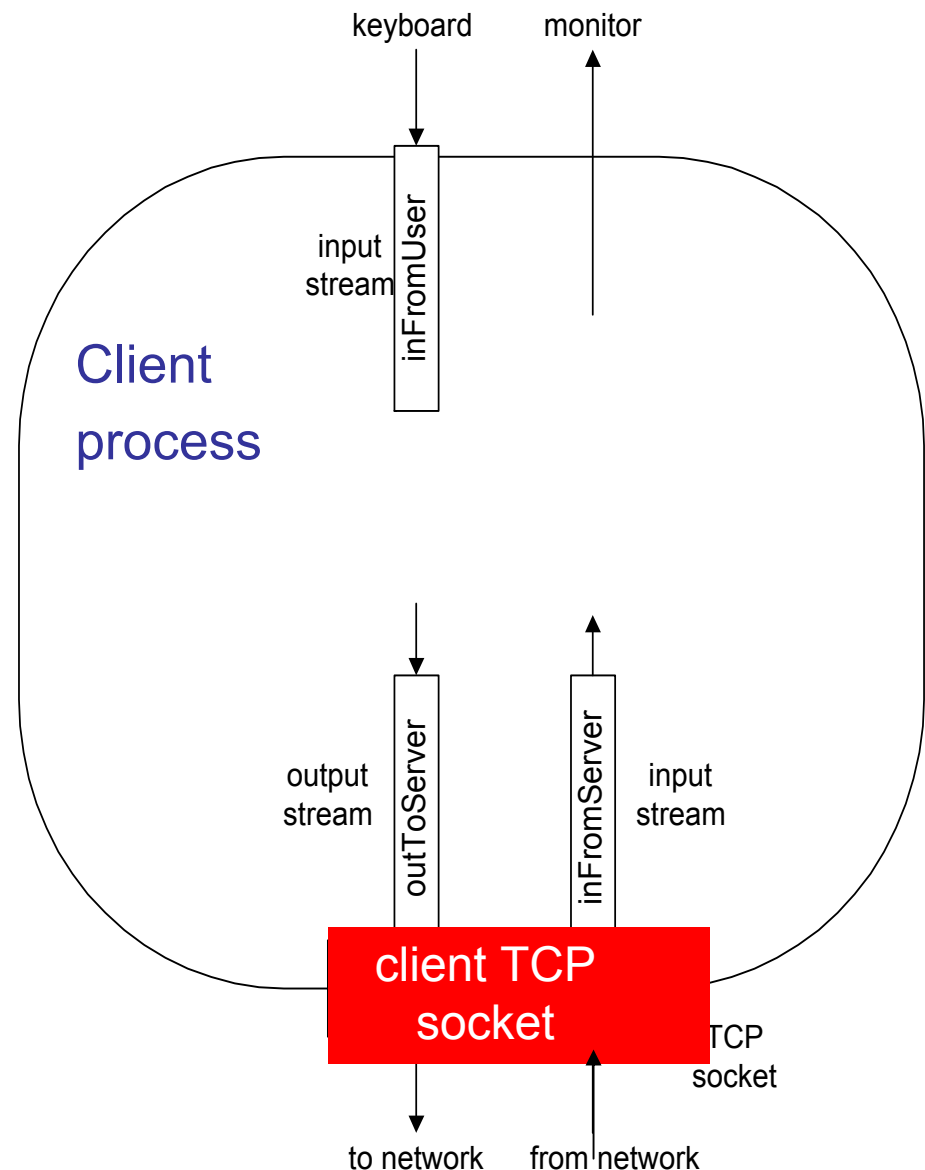 keyboard
monitor
inFromUser
input
stream
Client
process
outToServer
output
stream
inFromServer
input
stream
client TCP
socket
TCP
socket
to network
from network